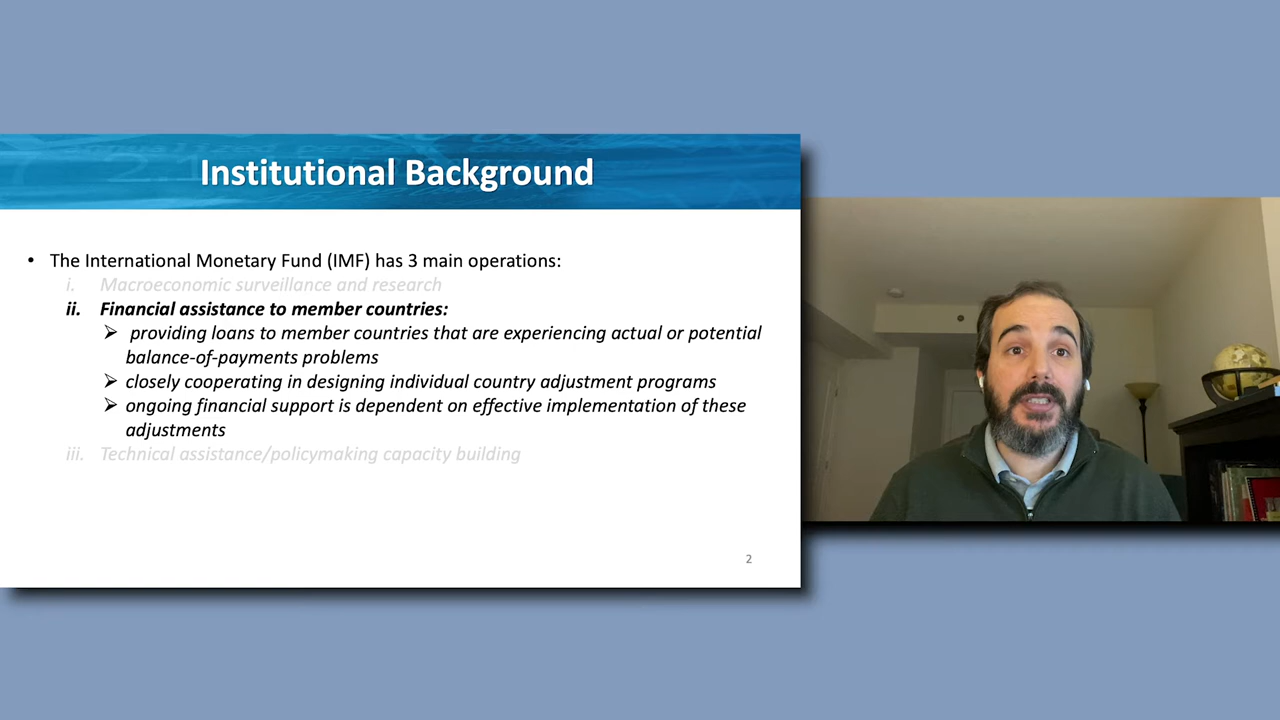 Institutional Background
• The International Monetary Fund (IMF) has 3 main operations:
i. Macroeconomic surveillance and research
ii. Financial assistance to member countries:
➢ providing loans to member countries that are experiencing actual or potential
balance-of-payments problems
➢ closely cooperating in designing individual country adjustment programs
➢ ongoing financial support is dependent on effective implementation of these
adjustments
iii. Technical assistance/policymaking capacity building
2